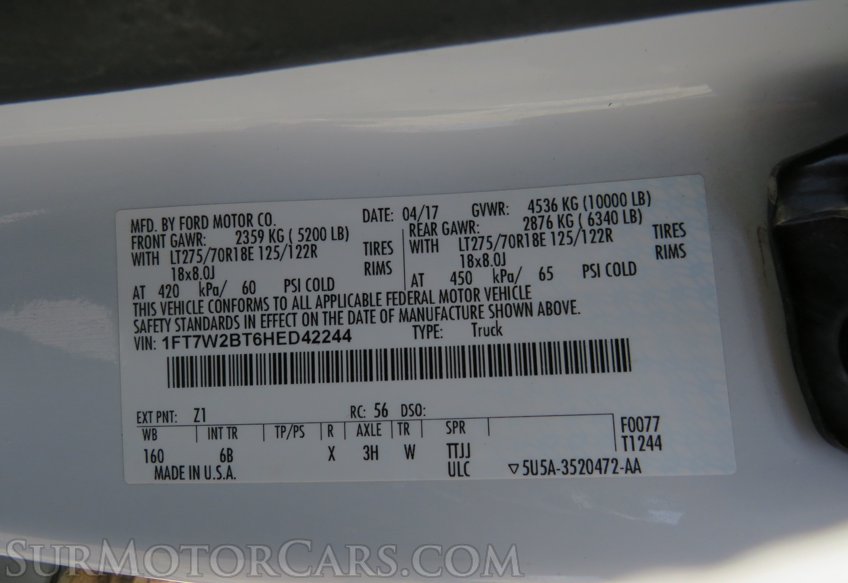 MFD. BY FORD MOTOR CO. DATE: 04/17 GVWR: 4536 KG (10000 LB)
FRONT GAWR: 2359 KG ( 5200 LB) REAR GAWR: 2876 KG ( 6340 LB)
WITH LT275/70R18E 125/122R TIRES WITH LT275/70R18E 125/122R TIRES
18x8.0J RIMS 18x8.0J RIMS
AT 420 kPa/ 60 PSI COLD AT 450 kPa/ 65 PSI COLD
THIS VEHICLE CONFORMS TO ALL APPLICABLE FEDERAL MOTOR VEHICLE
SAFETY STANDARDS IN EFFECT ON THE DATE OF MANUFACTURE SHOWN ABOVE.
VIN: 1FT7W2BT6HED42244 TYPE: Truck
EXT PNT: Z1 RC: 56 DSO:
WB INT TR TP/PS R AXLE TR SPR F0077
160 6B X 3H W TTJJ T1244
MADE IN U.S.A. ULC ▽5U5A-3520472-AA
SURMOTORCARS.COM